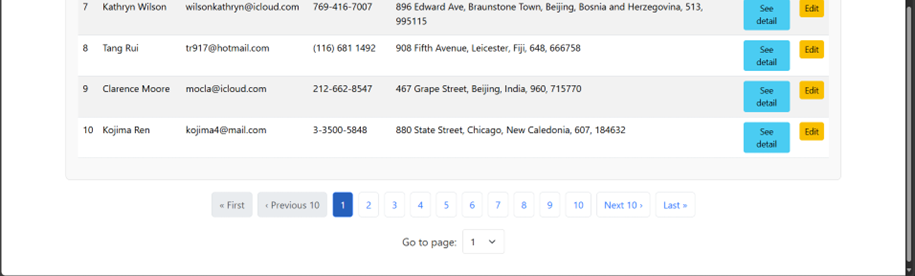 7 Kathryn Wilson wilsonkathryn@icloud.com 769-416-7007 896 Edward Ave, Braunstone Town, Beijing, Bosnia and Herzegovina, 513, 995115 See detail Edit
8 Tang Rui tr917@hotmail.com (116) 681 1492 908 Fifth Avenue, Leicester, Fiji, 648, 666758 See detail Edit
9 Clarence Moore mocla@icloud.com 212-662-8547 467 Grape Street, Beijing, India, 960, 715770 See detail Edit
10 Kojima Ren kojima4@mail.com 3-3500-5848 880 State Street, Chicago, New Caledonia, 607, 184632 See detail Edit
« First ‹ Previous 10 1 2 3 4 5 6 7 8 9 10 Next 10 › Last »
Go to page: 1